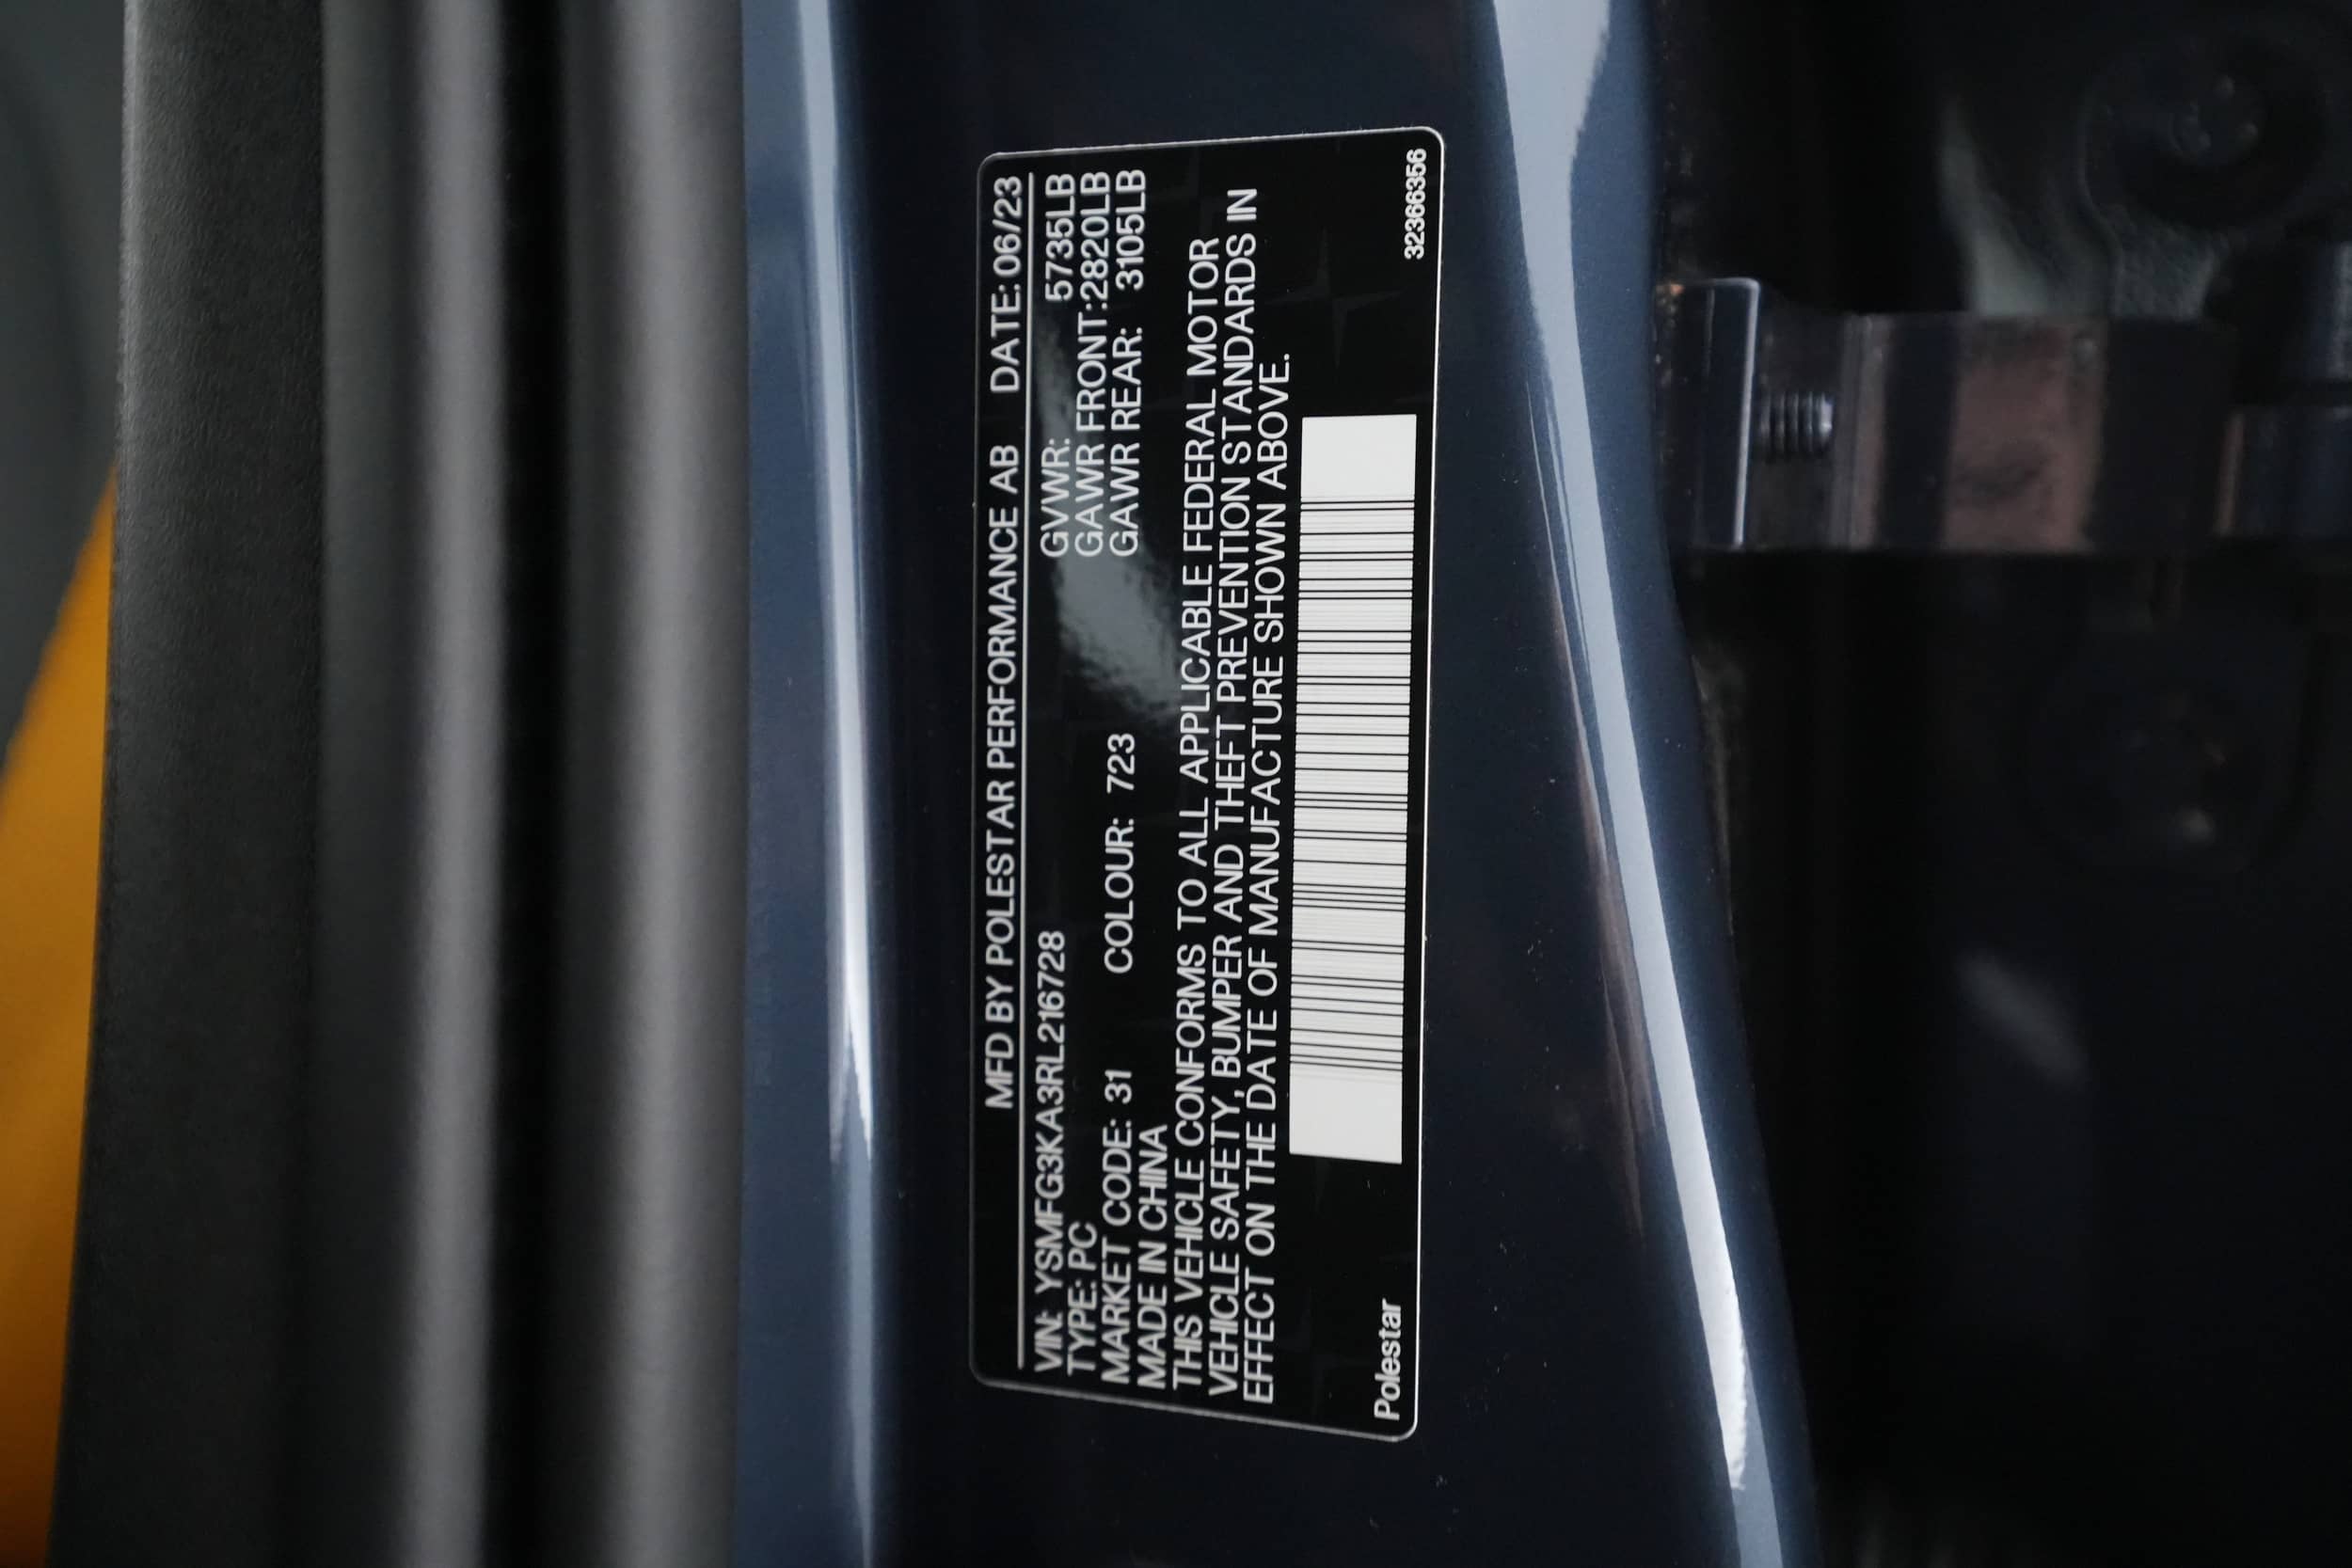 MFD BY POLESTAR PERFORMANCE AB DATE: 06/23
VIN: YSMFG3KA3RL216728 GVWR: 5735LB
TYPE: PC GAWR FRONT:2820LB
MARKET CODE: 31 COLOUR: 723 GAWR REAR: 3105LB
MADE IN CHINA
THIS VEHICLE CONFORMS TO ALL APPLICABLE FEDERAL MOTOR
VEHICLE SAFETY, BUMPER AND THEFT PREVENTION STANDARDS IN
EFFECT ON THE DATE OF MANUFACTURE SHOWN ABOVE.
Polestar 32366356